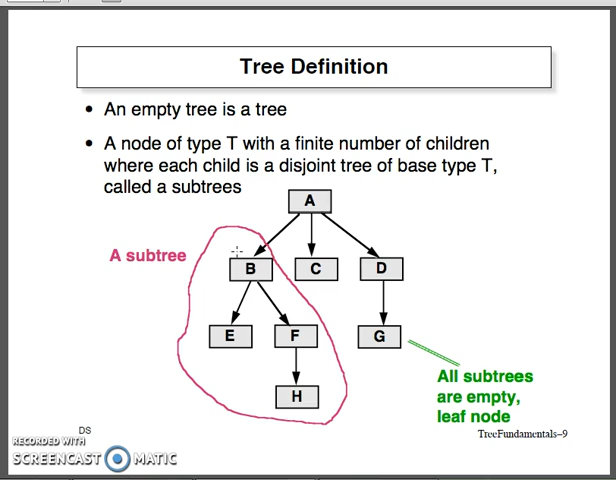 Tree Definition
• An empty tree is a tree
• A node of type T with a finite number of children
where each child is a disjoint tree of base type T,
called a subtrees
A
A subtree
B
C
D
E
F
G
H
All subtrees
are empty,
leaf node
DS
TreeFundamentals–9
RECORDED WITH
SCREENCAST MATIC